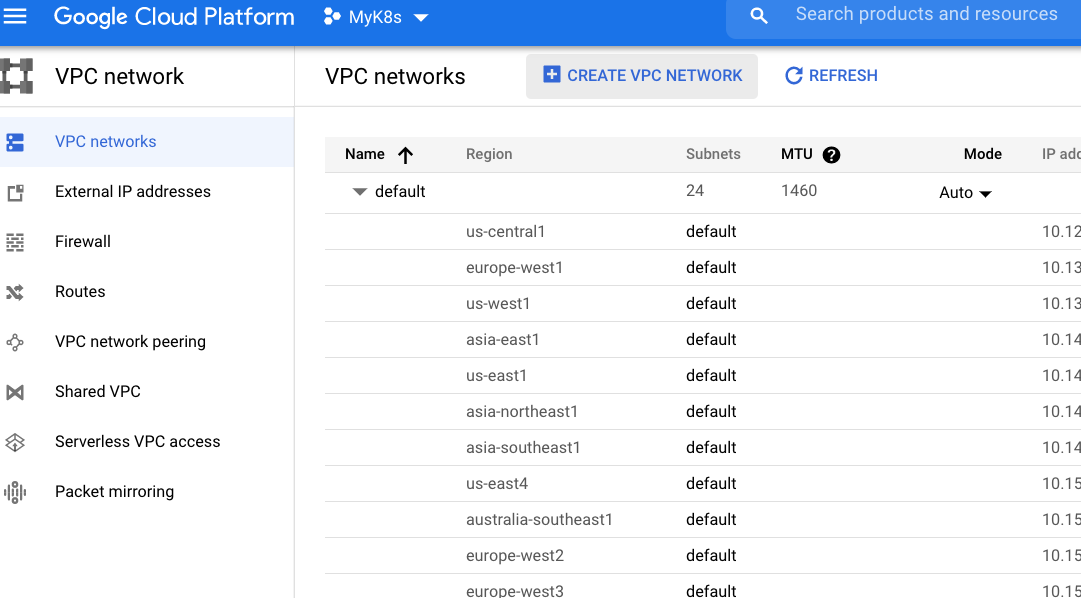 Google Cloud Platform MyK8s Search products and resources
VPC network
VPC networks
External IP addresses
Firewall
Routes
VPC network peering
Shared VPC
Serverless VPC access
Packet mirroring
VPC networks CREATE VPC NETWORK REFRESH
Name Region Subnets MTU ? Mode IP add
default 24 1460 Auto
us-central1 default 10.12
europe-west1 default 10.13
us-west1 default 10.13
asia-east1 default 10.14
us-east1 default 10.14
asia-northeast1 default 10.14
asia-southeast1 default 10.14
us-east4 default 10.15
australia-southeast1 default 10.15
europe-west2 default 10.15
europe-west3 default 10.15